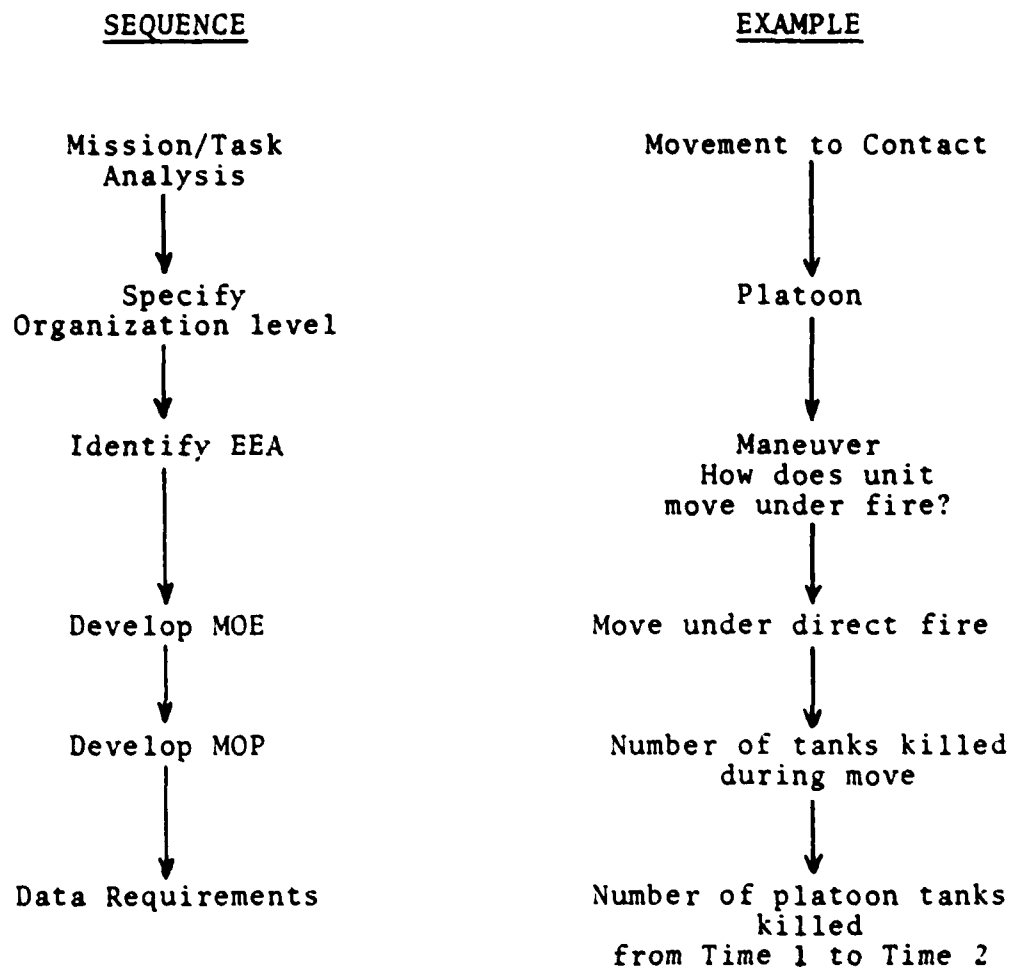 SEQUENCE
Mission/Task
Analysis
Specify
Organization level
Identify EEA
Develop MOE
Develop MOP
Data Requirements
EXAMPLE
Movement to Contact
Platoon
Maneuver
How does unit
move under fire?
Move under direct fire
Number of tanks killed
during move
Number of platoon tanks
killed
from Time 1 to Time 2